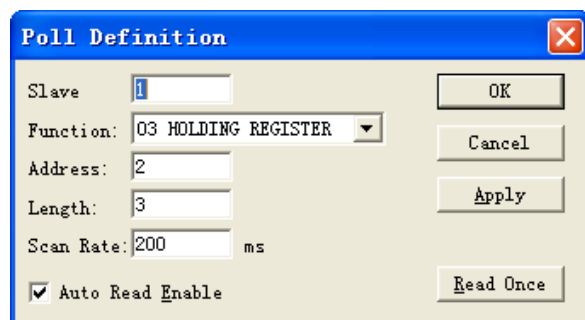 Poll Definition
Slave 1
OK
Function: 03 HOLDING REGISTER
Cancel
Address: 2
Length: 3
Apply
Scan Rate: 200 ms
Auto Read Enable
Read Once